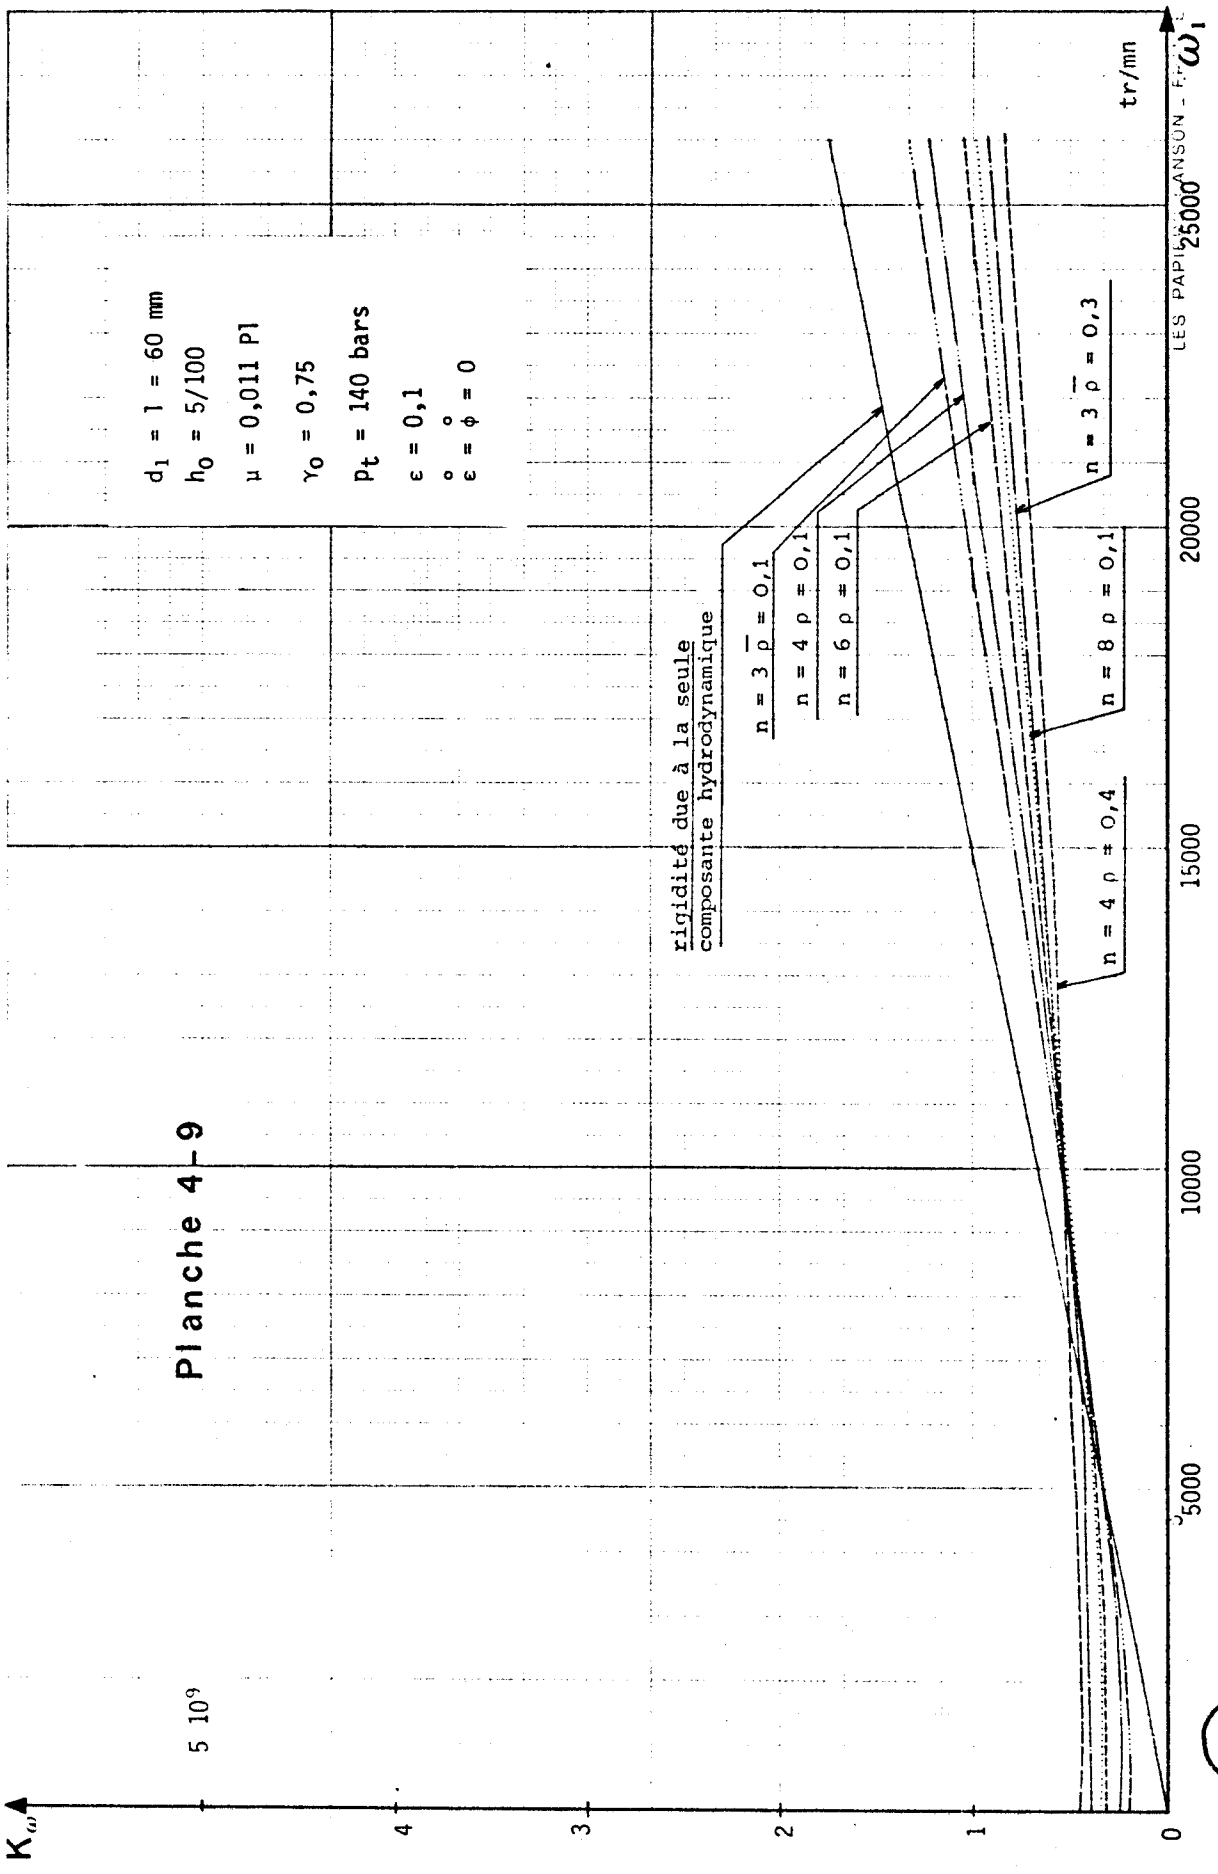 Planche 4-9
K ω
5 10⁹
4
3
2
1
0
d₁ = l = 60 mm
h₀ = 5/100
μ = 0,011 Pl
γ₀ = 0,75
pₜ = 140 bars
ε = 0,1
ε̊ = ϕ̊ = 0
rigidité due à la seule
composante hydrodynamique
n = 3 ρ̅ = 0,1
n = 4 ρ = 0,1
n = 6 ρ = 0,1
n = 3 ρ̅ = 0,3
n = 8 ρ = 0,1
n = 4 ρ = 0,4
5000
10000
15000
20000
25000
tr/mn
ω₁
LES PAPI ANSON - F